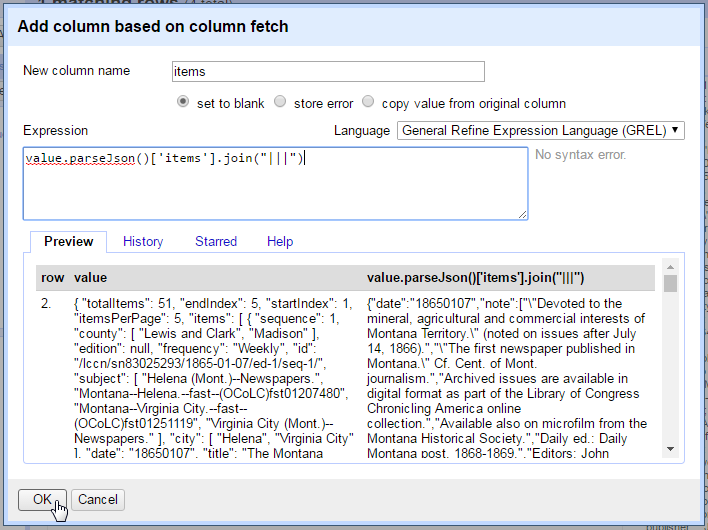 1 matching rows (4 total)
Add column based on column fetch
New column name items
set to blank store error copy value from original column
Expression Language General Refine Expression Language (GREL)
value.parseJson()['items'].join("|||") No syntax error.
Preview History Starred Help
row value value.parseJson()['items'].join("|||")
2. { "totalItems": 51, "endIndex": 5, "startIndex": 1, {"date":"18650107","note":["\"Devoted to the
"itemsPerPage": 5, "items": [ { "sequence": 1, mineral, agricultural and commercial interests of
"county": [ "Lewis and Clark", "Madison" ], Montana Territory.\" (noted on issues after July
"edition": null, "frequency": "Weekly", "id": 14, 1866).","\"The first newspaper published in
"/lccn/sn83025293/1865-01-07/ed-1/seq-1/", Montana.\" Cf. Cent. of Mont.
"subject": [ "Helena (Mont.)--Newspapers.", journalism.","Archived issues are available in
"Montana--Helena.--fast--(OCoLC)fst01207480", digital format as part of the Library of Congress
"Montana--Virginia City.--fast-- Chronicling America online
(OCoLC)fst01251119", "Virginia City (Mont.)-- collection.","Available also on microfilm from the
Newspapers." ], "city": [ "Helena", "Virginia City" Montana Historical Society.","Daily ed.: Daily
], "date": "18650107", "title": "The Montana Montana post, 1868-1869.","Editors: John
OK Cancel
publisher